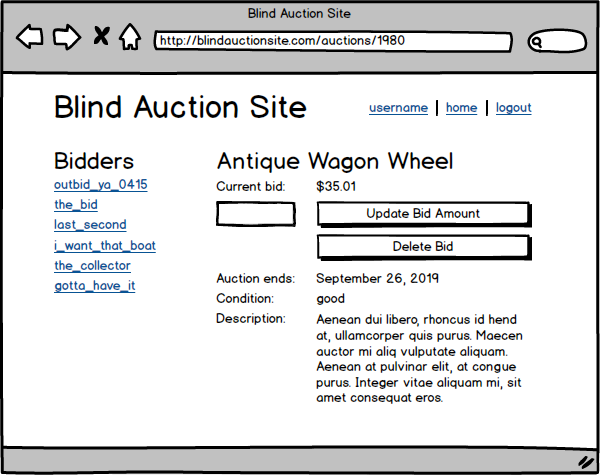 Blind Auction Site
http://blindauctionsite.com/auctions/1980
Blind Auction Site
username | home | logout
Bidders
outbid_ya_0415
the_bid
last_second
i_want_that_boat
the_collector
gotta_have_it
Antique Wagon Wheel
Current bid: $35.01
Update Bid Amount
Delete Bid
Auction ends: September 26, 2019
Condition: good
Description: Aenean dui libero, rhoncus id hend
at, ullamcorper quis purus. Maecen
auctor mi aliq vulputate aliquam.
Aenean at pulvinar elit, at congue
purus. Integer vitae aliquam mi, sit
amet consequat eros.